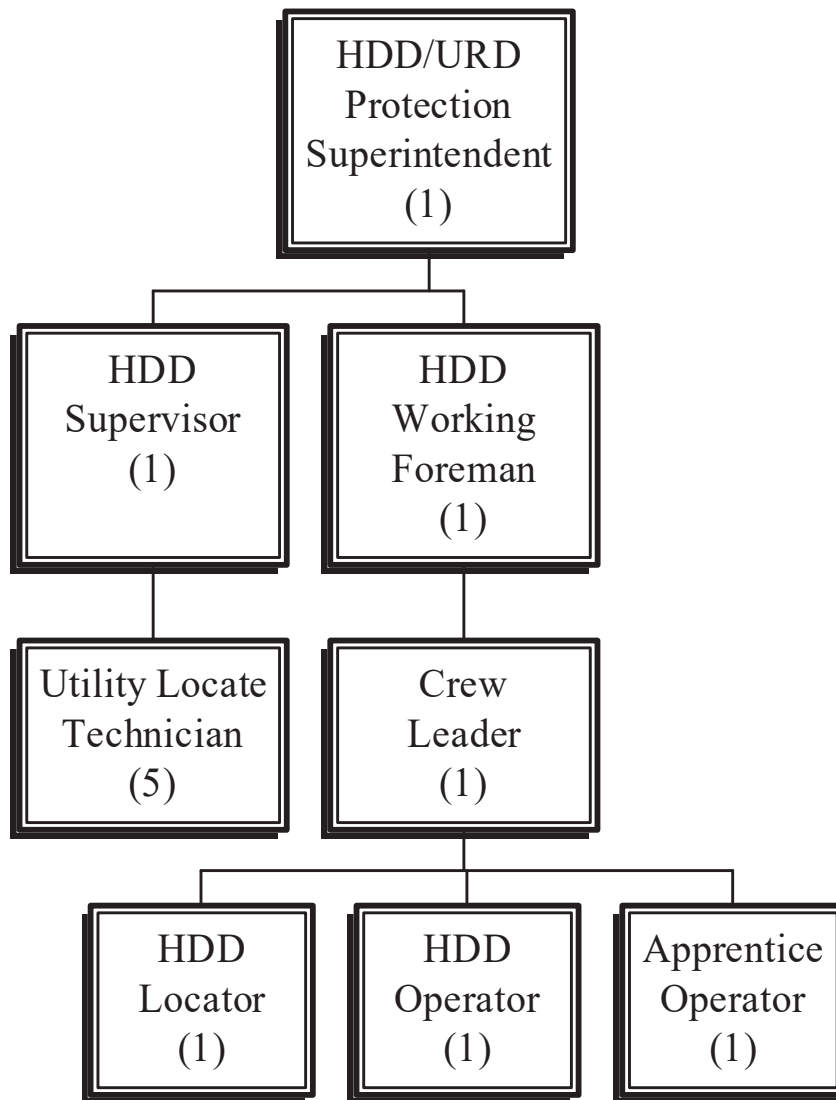 HDD/URD
Protection
Superintendent
(1)
HDD
Supervisor
(1)
HDD
Working
Foreman
(1)
Utility Locate
Technician
(5)
Crew
Leader
(1)
HDD
Locator
(1)
HDD
Operator
(1)
Apprentice
Operator
(1)